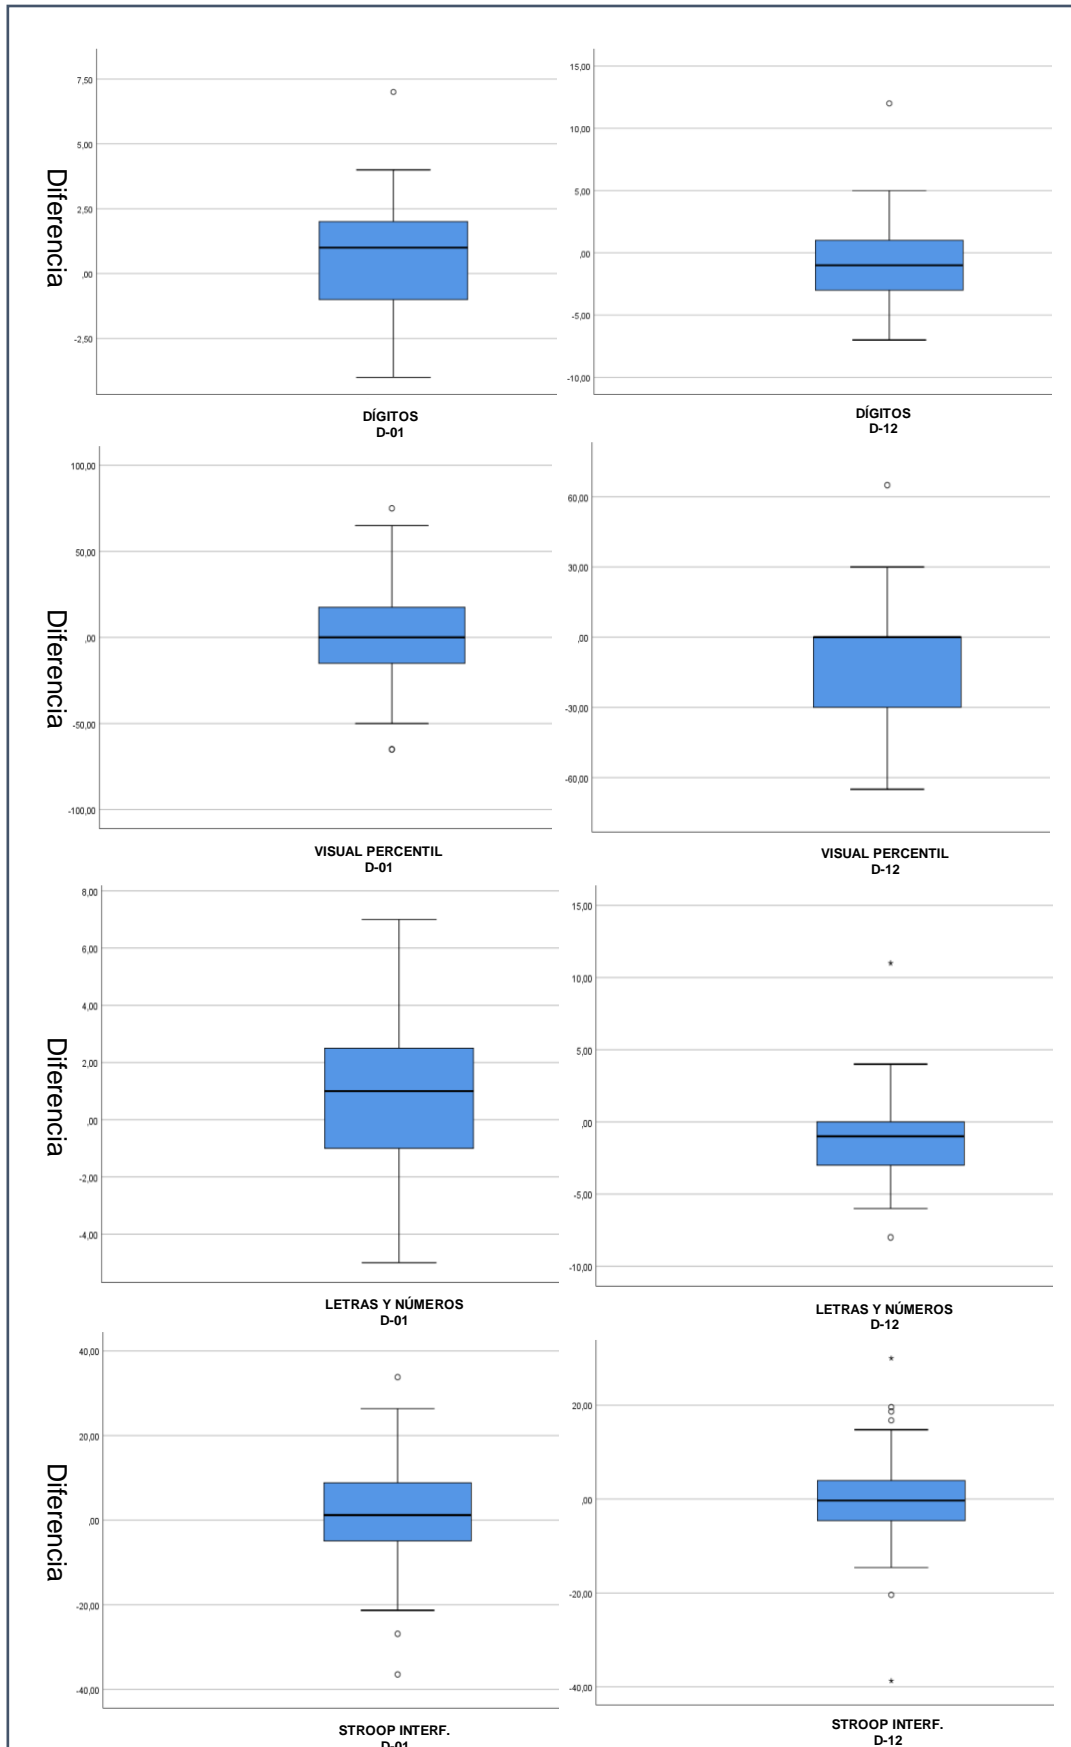 7,50
5,00
2,50
,00
-2,50
Diferencia
DÍGITOS
D-01
15,00
10,00
5,00
,00
-5,00
-10,00
DÍGITOS
D-12
100,00
50,00
,00
-50,00
-100,00
Diferencia
VISUAL PERCENTIL
D-01
60,00
30,00
,00
-30,00
-60,00
VISUAL PERCENTIL
D-12
8,00
6,00
4,00
2,00
,00
-2,00
-4,00
Diferencia
LETRAS Y NÚMEROS
D-01
15,00
10,00
5,00
,00
-5,00
-10,00
LETRAS Y NÚMEROS
D-12
40,00
20,00
,00
-20,00
-40,00
Diferencia
STROOP INTERF.
D-01
20,00
,00
-20,00
-40,00
STROOP INTERF.
D-12